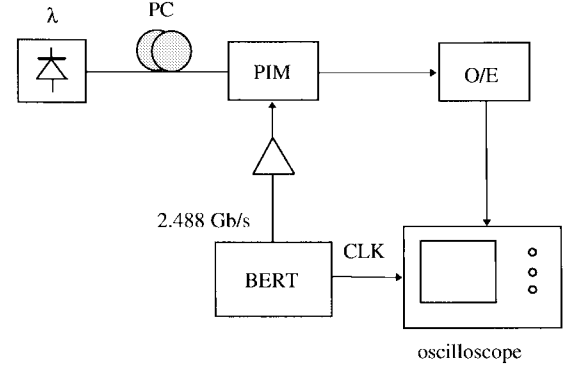 λ
PC
PIM
O/E
2.488 Gb/s
CLK
BERT
oscilloscope